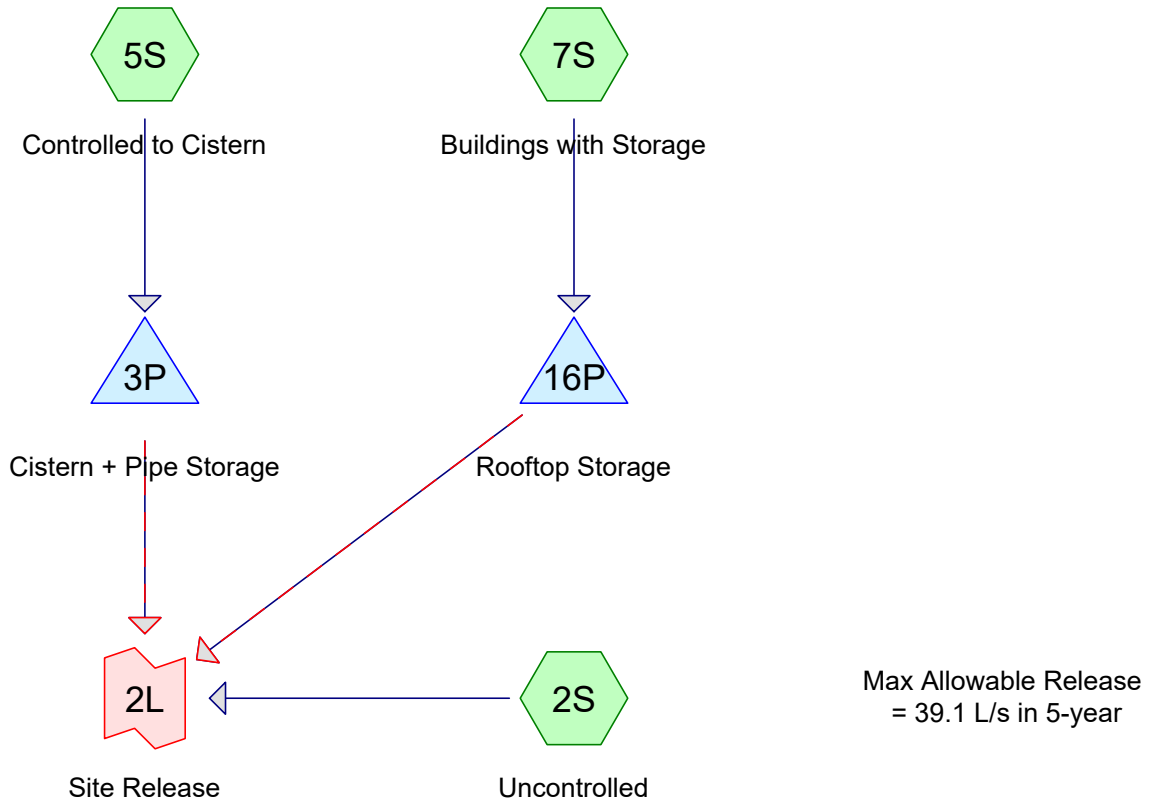 5S
7S
Controlled to Cistern
Buildings with Storage
3P
16P
Cistern + Pipe Storage
Rooftop Storage
2L
2S
Max Allowable Release
= 39.1 L/s in 5-year
Site Release
Uncontrolled